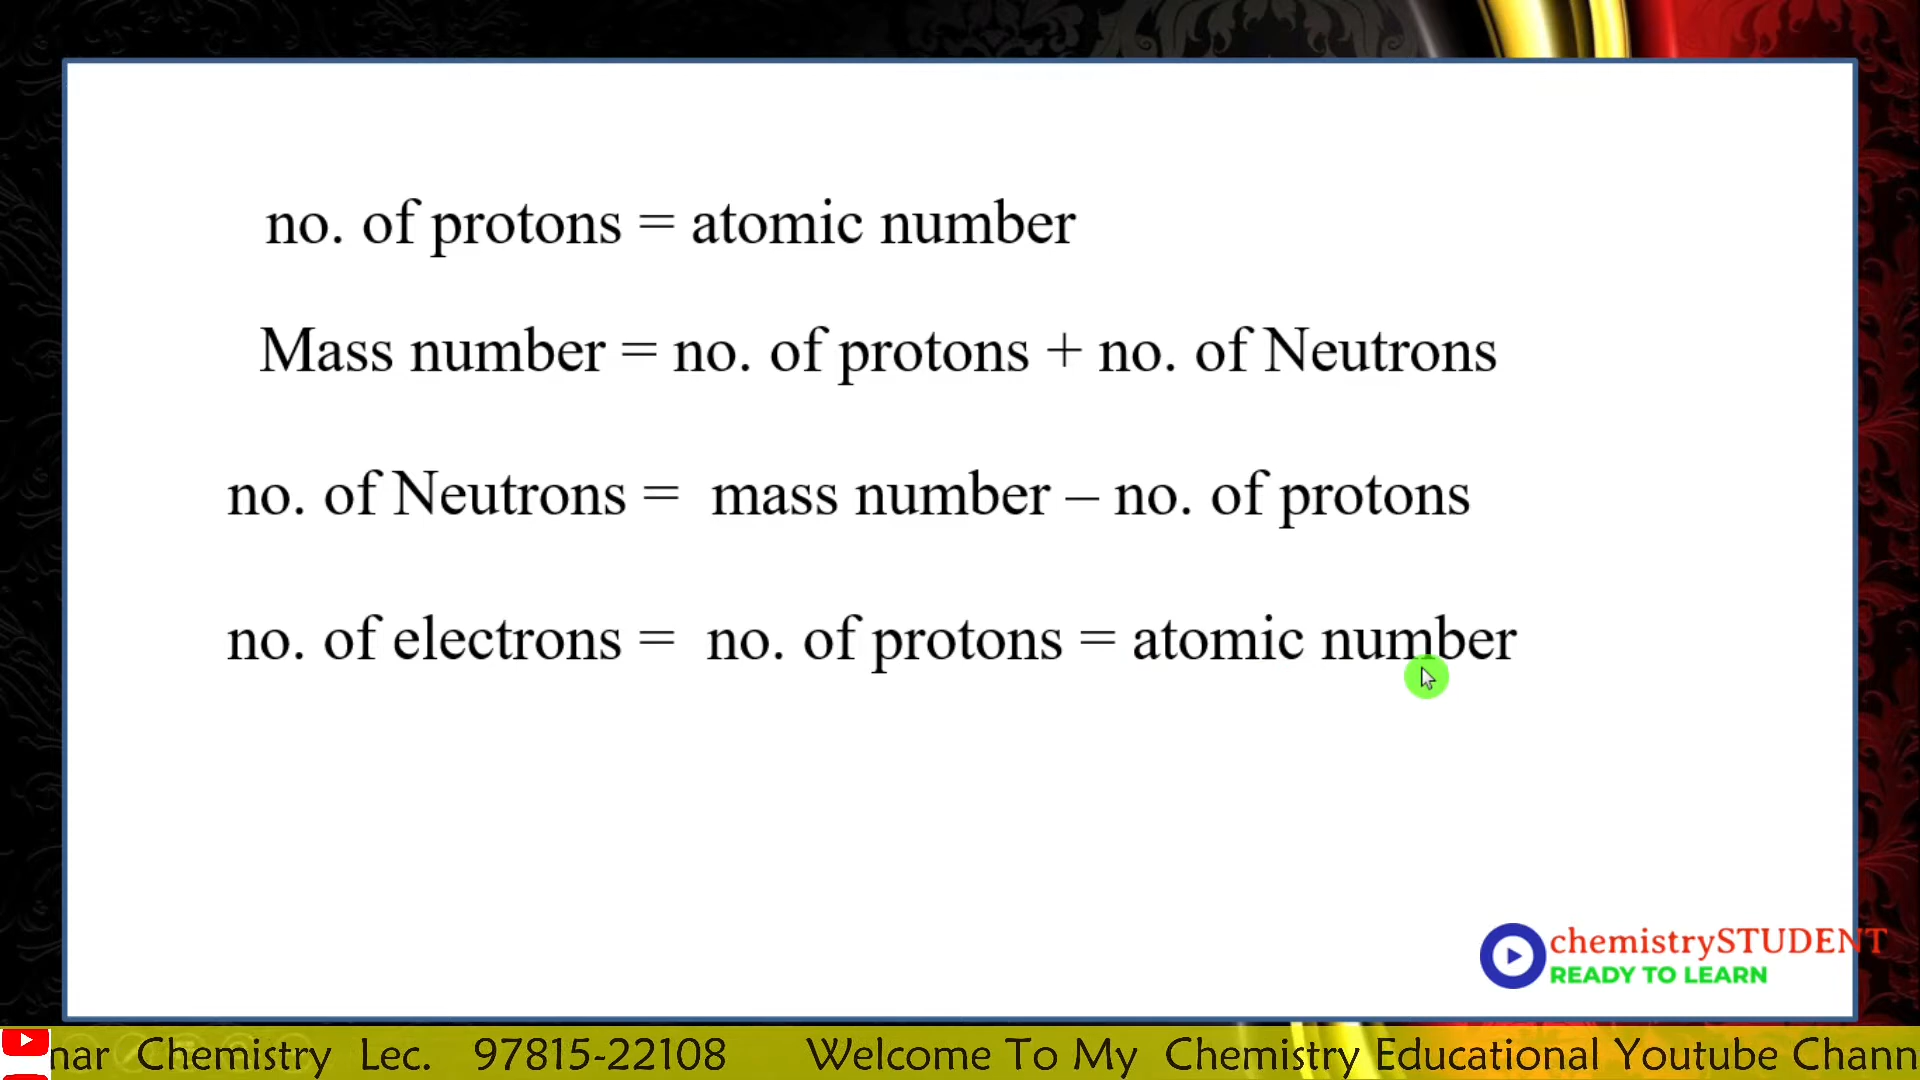 no. of protons = atomic number
Mass number = no. of protons + no. of Neutrons
no. of Neutrons = mass number – no. of protons
no. of electrons = no. of protons = atomic number
chemistrySTUDENT
READY TO LEARN
Chemistry Lec. 97815-22108 Welcome To My Chemistry Educational Youtube